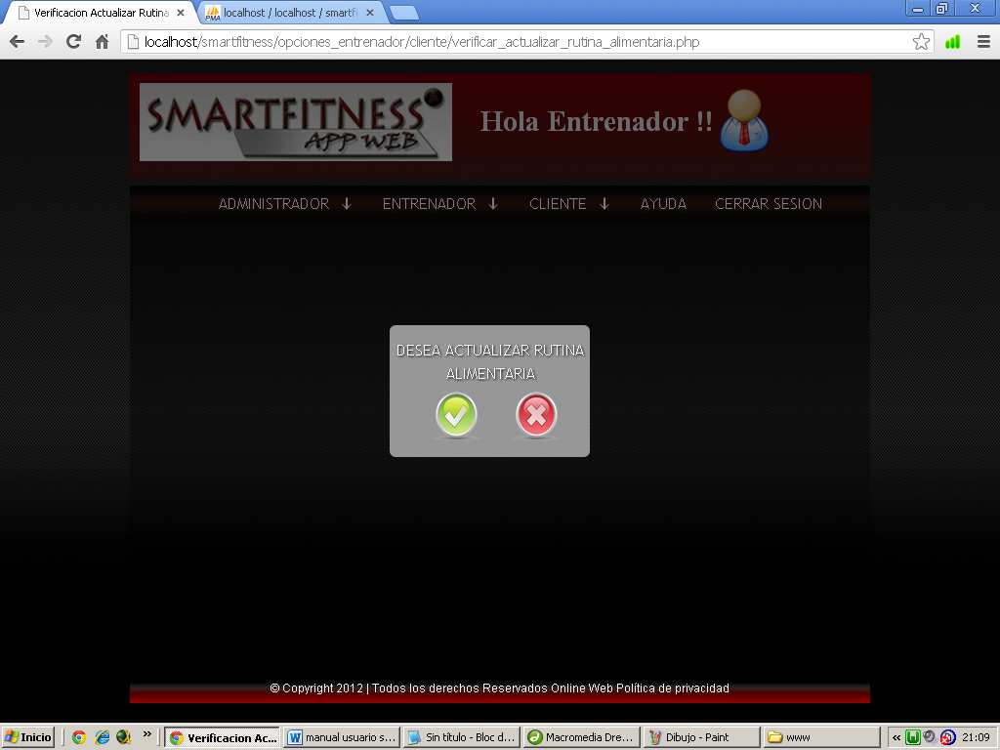 Verificacion Actualizar Rutina
localhost / localhost / smartfi
localhost/smartfitness/opciones_entrenador/cliente/verificar_actualizar_rutina_alimentaria.php
SMARTFITNESS
APP WEB
Hola Entrenador !!
ADMINISTRADOR ENTRENADOR CLIENTE AYUDA CERRAR SESION
DESEA ACTUALIZAR RUTINA
ALIMENTARIA
© Copyright 2012 | Todos los derechos Reservados Online Web Política de privacidad
Inicio Verificacion Ac... manual usuario s... Sin título - Bloc d... Macromedia Dre... Dibujo - Paint www 21:09